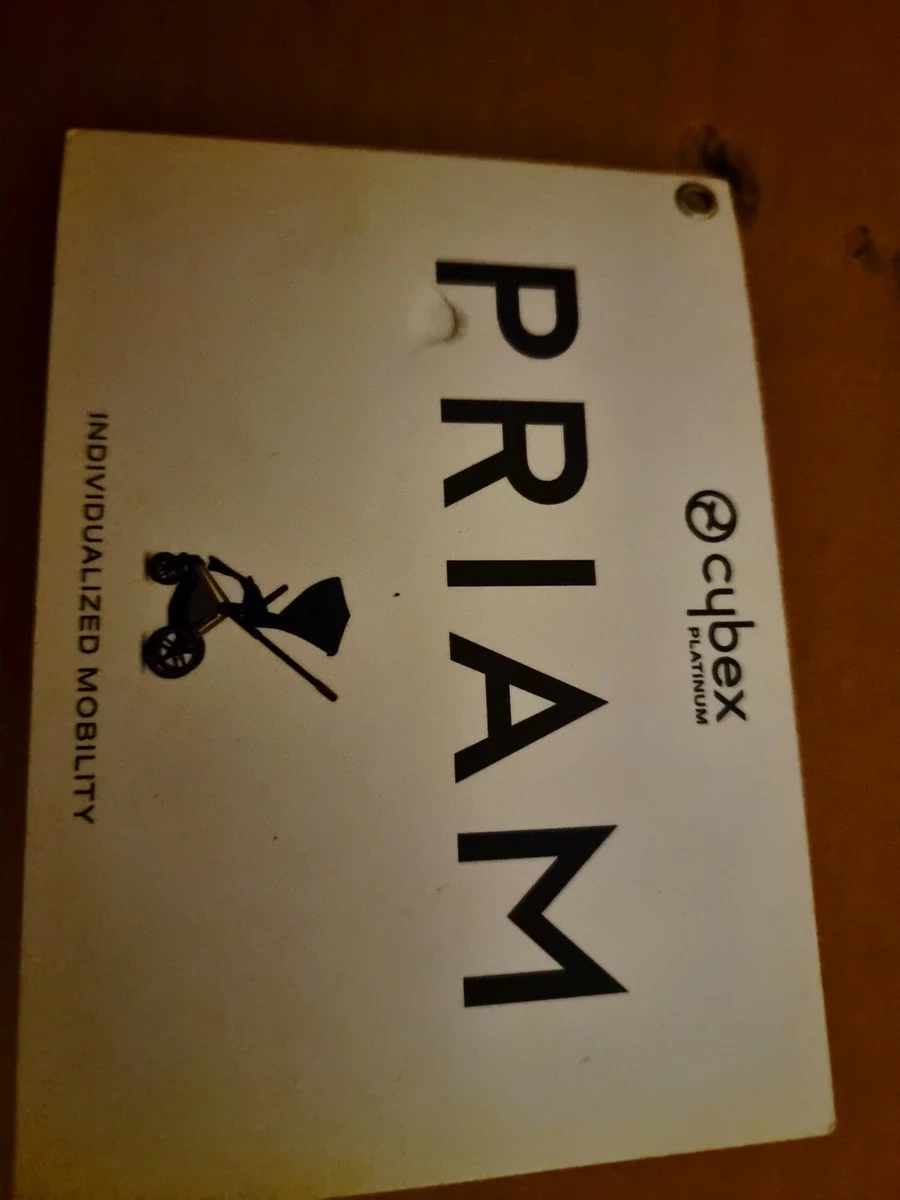 cybex
PLATINUM
PRIAM
INDIVIDUALIZED MOBILITY